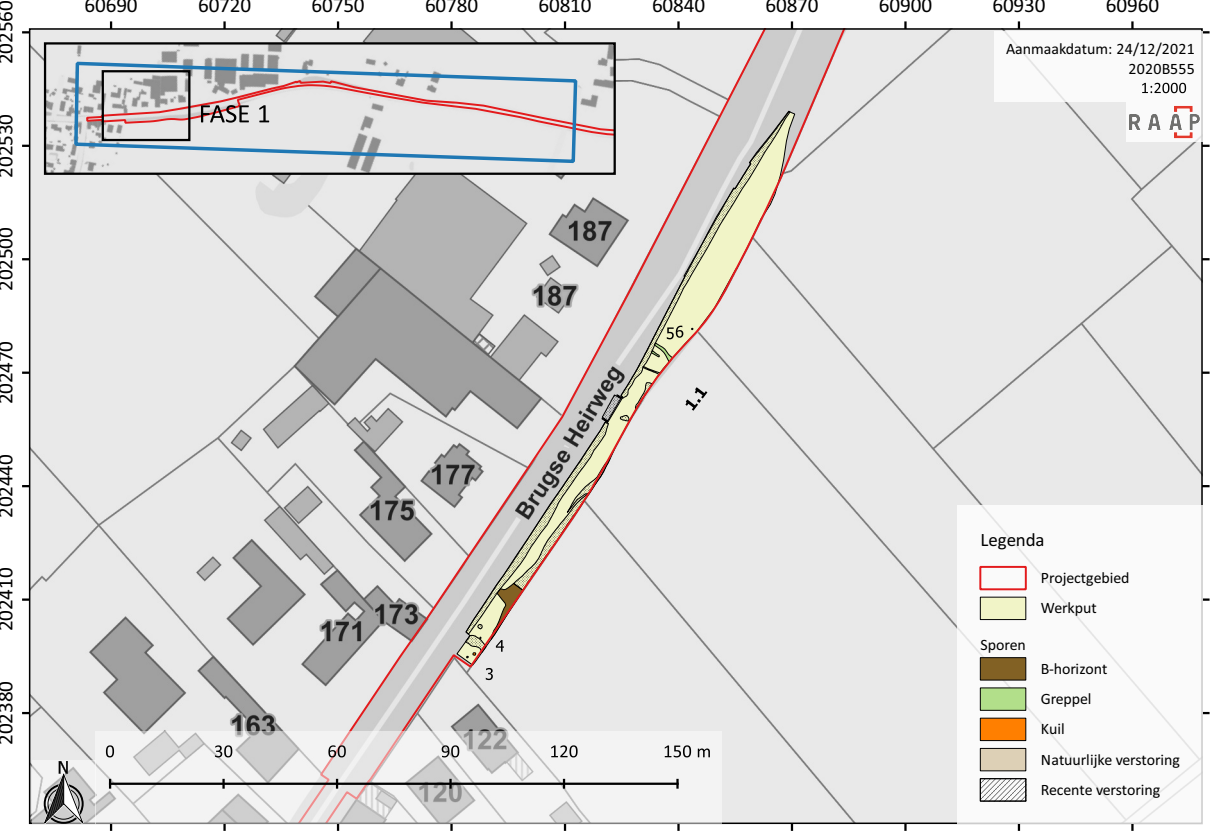 60690 60720 60750 60780 60810 60840 60870 60900 60930 60960
202560
202530
202500
202470
202440
202410
202380
FASE 1
Aanmaakdatum: 24/12/2021
2020B555
1:2000
RAAP
187
187
56
1.1
Brugse Heirweg
177
175
173
171
4
3
163
122
120
0 30 60 90 120 150 m
N
Legenda
Projectgebied
Werkput
Sporen
B-horizont
Greppel
Kuil
Natuurlijke verstoring
Recente verstoring